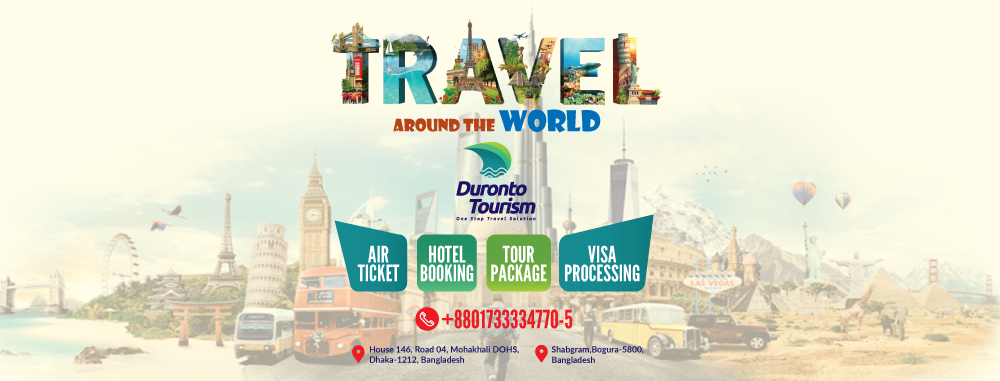 TRAVEL
AROUND THE WORLD
Duronto
Tourism
One Stop Travel Solution
AIR
TICKET
HOTEL
BOOKING
TOUR
PACKAGE
VISA
PROCESSING
LAS VEGAS
+8801733334770-5
House 146, Road 04, Mohakhali DOHS,
Dhaka-1212, Bangladesh
Shabgram,Bogura-5800,
Bangladesh